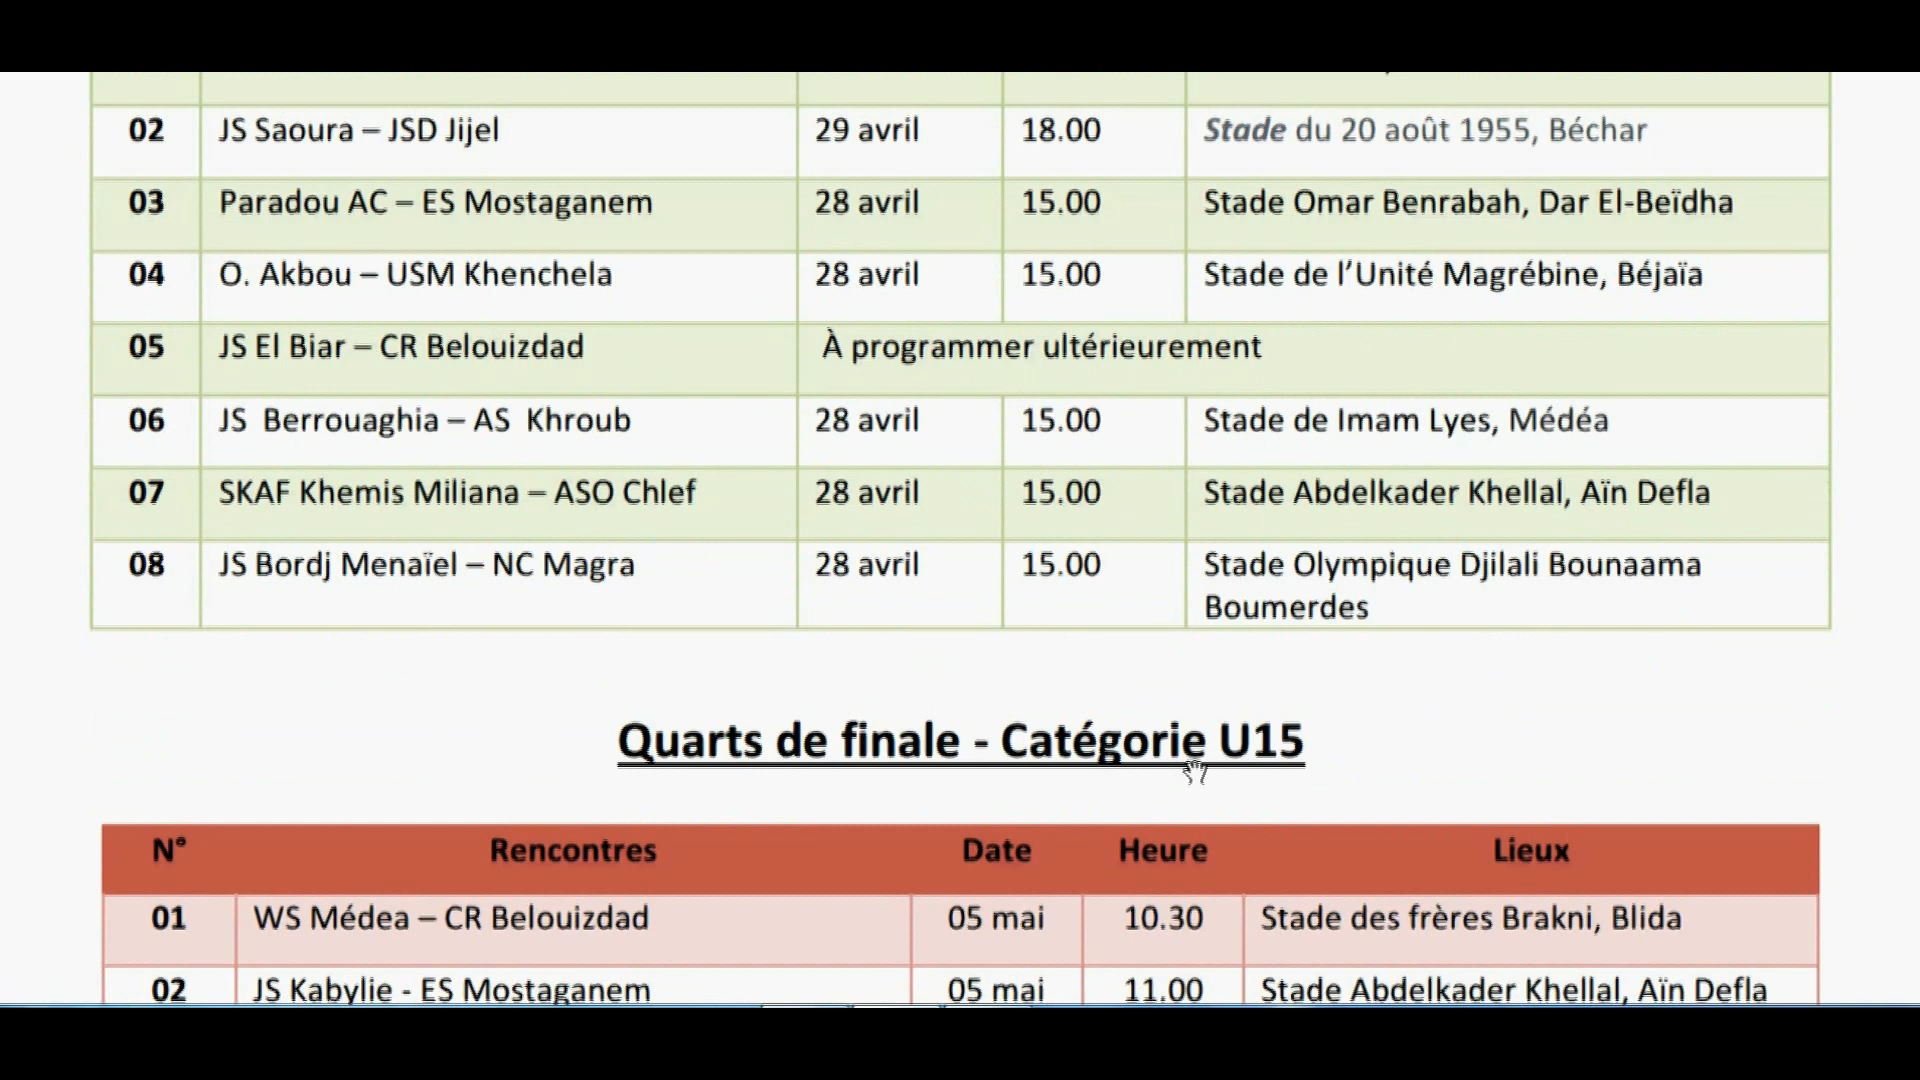 02 JS Saoura – JSD Jijel 29 avril 18.00 Stade du 20 août 1955, Béchar
03 Paradou AC – ES Mostaganem 28 avril 15.00 Stade Omar Benrabah, Dar El-Beïdha
04 O. Akbou – USM Khenchela 28 avril 15.00 Stade de l’Unité Magrébine, Béjaïa
05 JS El Biar – CR Belouizdad À programmer ultérieurement
06 JS Berrouaghia – AS Khroub 28 avril 15.00 Stade de Imam Lyes, Médéa
07 SKAF Khemis Miliana – ASO Chlef 28 avril 15.00 Stade Abdelkader Khellal, Aïn Defla
08 JS Bordj Menaïel – NC Magra 28 avril 15.00 Stade Olympique Djilali Bounaama
Boumerdes
Quarts de finale - Catégorie U15
N° Rencontres Date Heure Lieux
01 WS Médea – CR Belouizdad 05 mai 10.30 Stade des frères Brakni, Blida
02 JS Kabylie - ES Mostaganem 05 mai 11.00 Stade Abdelkader Khellal, Aïn Defla